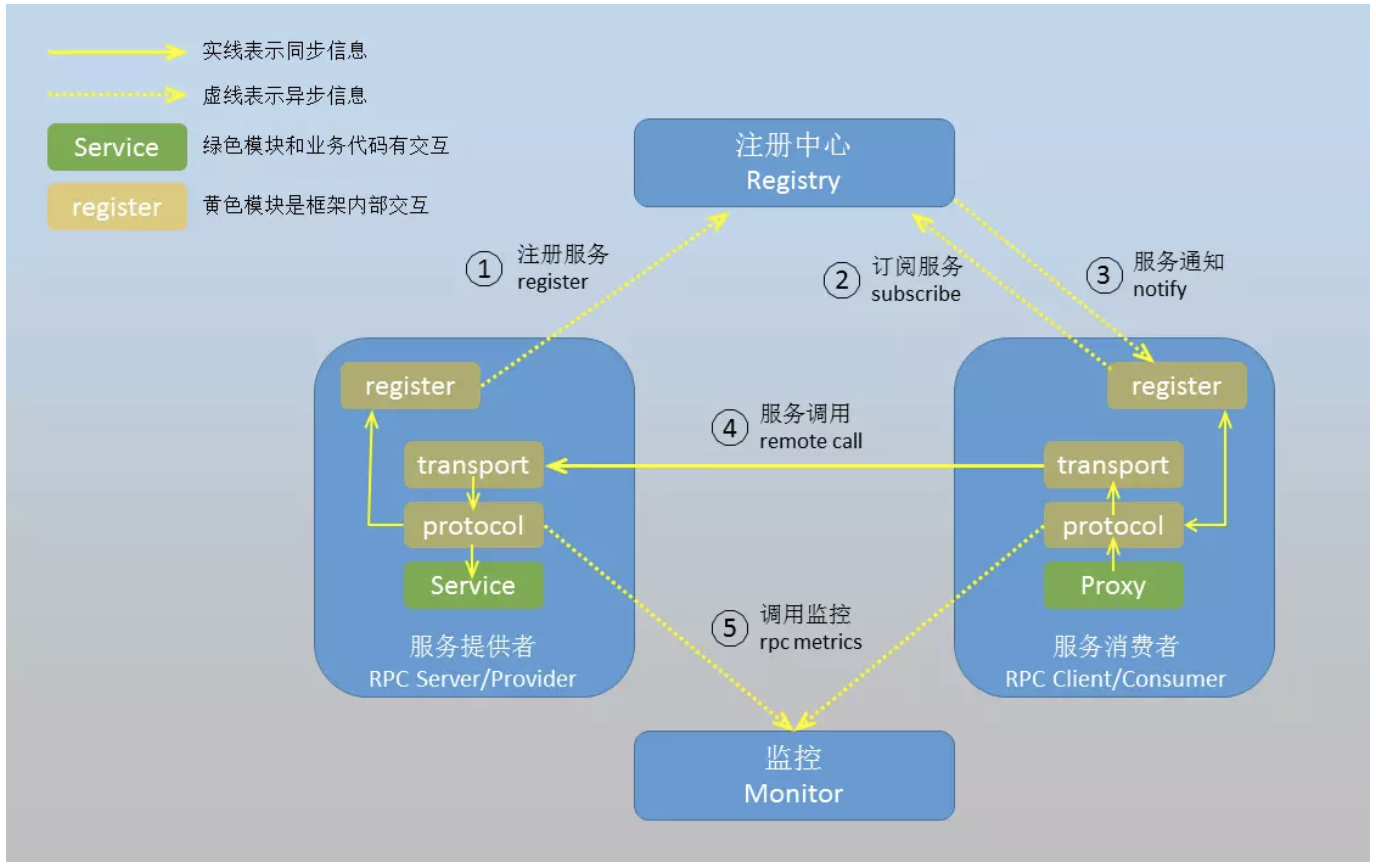 实线表示同步信息
虚线表示异步信息
Service
绿色模块和业务代码有交互
register
黄色模块是框架内部交互
注册中心
Registry
1
注册服务
register
2
订阅服务
subscribe
3
服务通知
notify
register
transport
protocol
Service
服务提供者
RPC Server/Provider
4
服务调用
remote call
register
transport
protocol
Proxy
服务消费者
RPC Client/Consumer
5
调用监控
rpc metrics
监控
Monitor